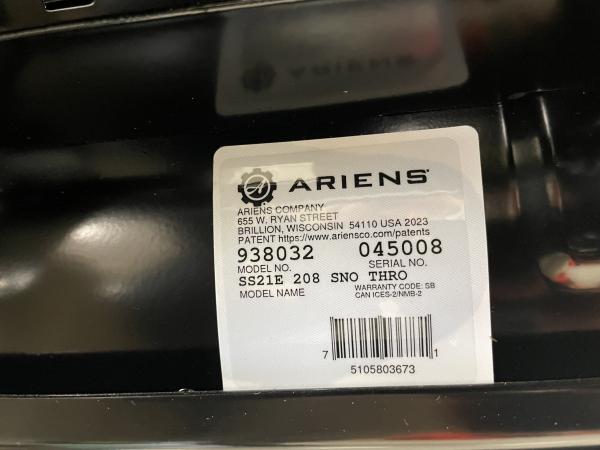 ARIENS
ARIENS
ARIENS COMPANY
655 W. RYAN STREET
BRILLION, WISCONSIN 54110 USA 2023
PATENT https://www.ariensco.com/patents
938032 045008
MODEL NO. SERIAL NO.
SS21E 208 SNO THRO
MODEL NAME WARRANTY CODE: SB
CAN ICES-2/NMB-2
7 1
5105803673